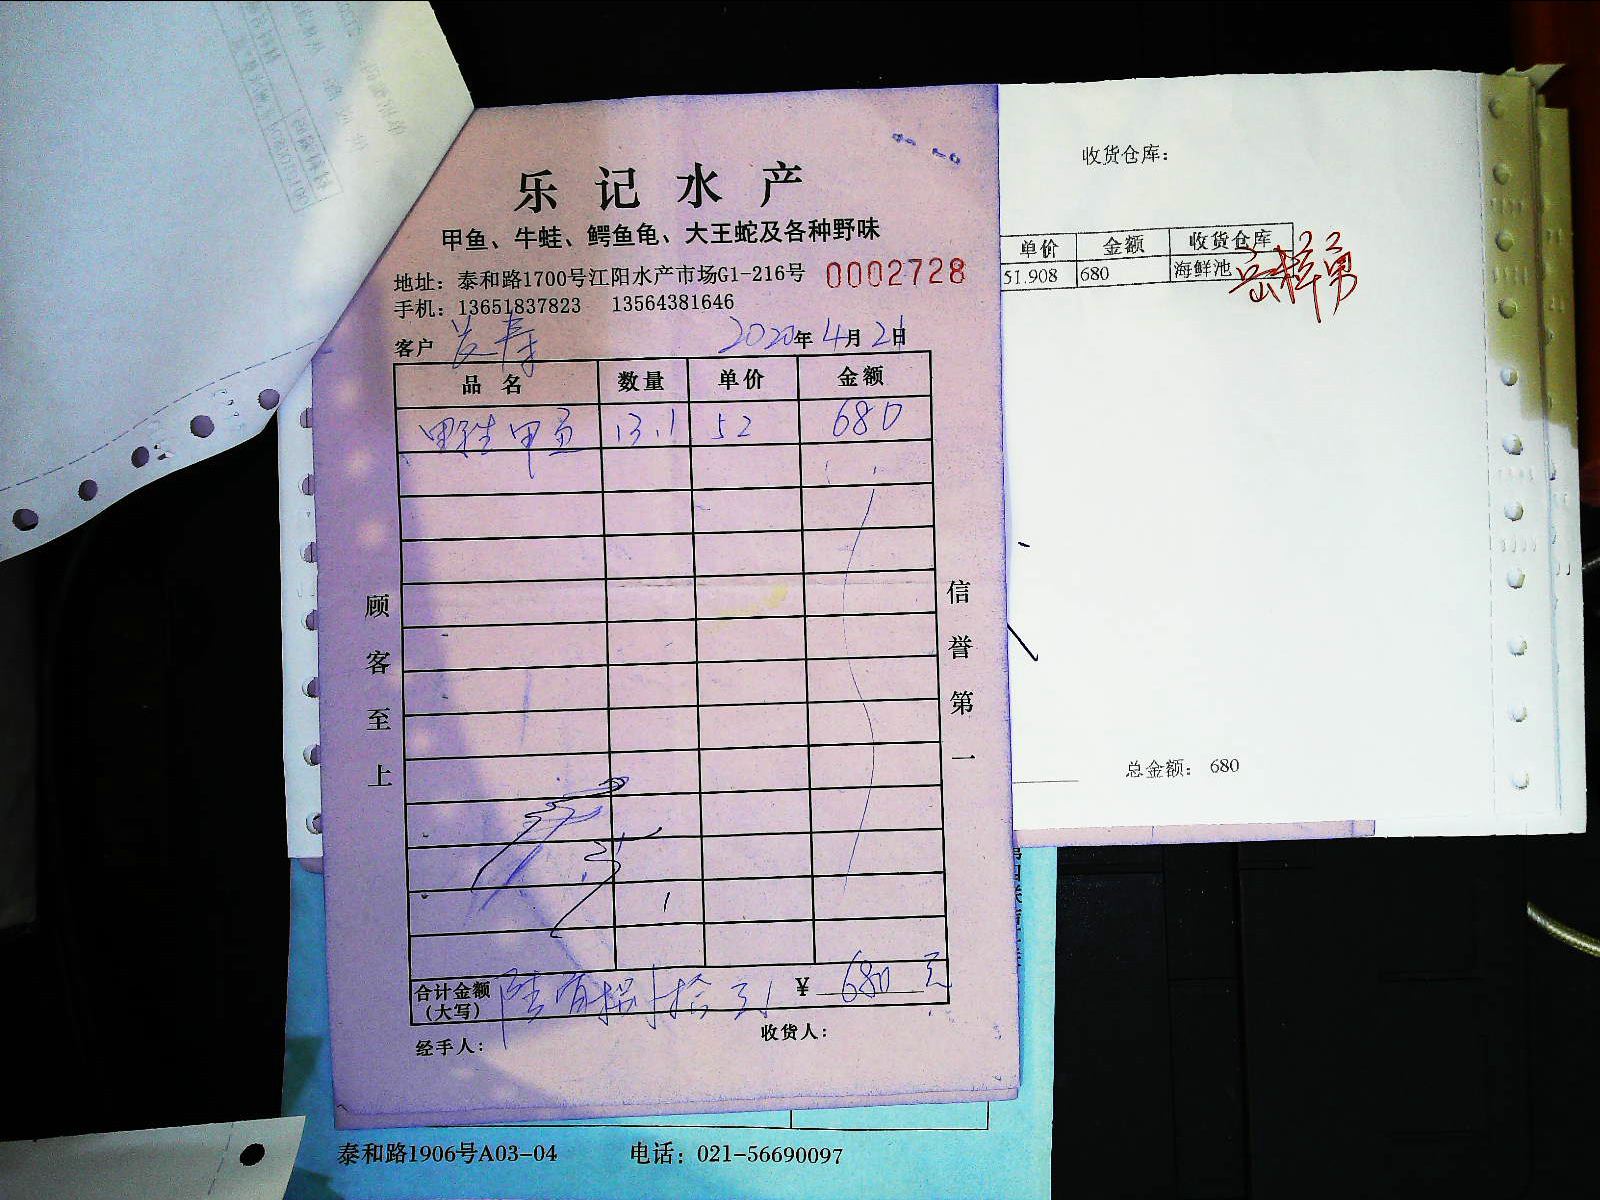 乐记水产
甲鱼、牛蛙、鳄鱼龟、大王蛇及各种野味
地址：泰和路1700号江阳水产市场G1-216号 0002728
手机：13651837823 13564381646
客户 2020年4月21日
品名 数量 单价 金额
野生甲鱼 13.1 52 680
顾客至上
信誉第一
合计金额（大写） 陆佰捌拾元 ￥680元
经手人： 收货人：
收货仓库：
单价 金额 收货仓库
51.908 680 海鲜池
总金额： 680
泰和路1906号A03-04 电话：021-56690097